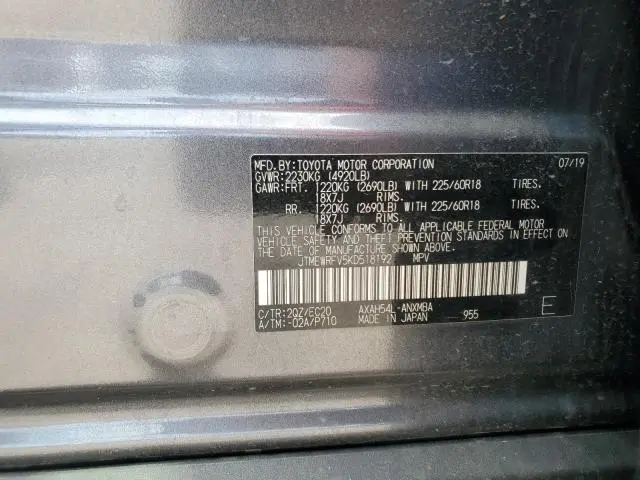 MFD.BY:TOYOTA MOTOR CORPORATION 07/19
GVWR:2230KG (4920LB)
GAWR:FRT. 1220KG (2690LB) WITH 225/60R18 TIRES.
18X7J RIMS.
RR. 1220KG (2690LB) WITH 225/60R18 TIRES.
18X7J RIMS.
THIS VEHICLE CONFORMS TO ALL APPLICABLE FEDERAL MOTOR
VEHICLE SAFETY AND THEFT PREVENTION STANDARDS IN EFFECT ON
THE DATE OF MANUFACTURE SHOWN ABOVE.
JTMEWRFV5KD518192 MPV
C/TR:2QZ/EC20 AXAH54L-ANXMBA
A/TM:-02A/P710 MADE IN JAPAN 955 E